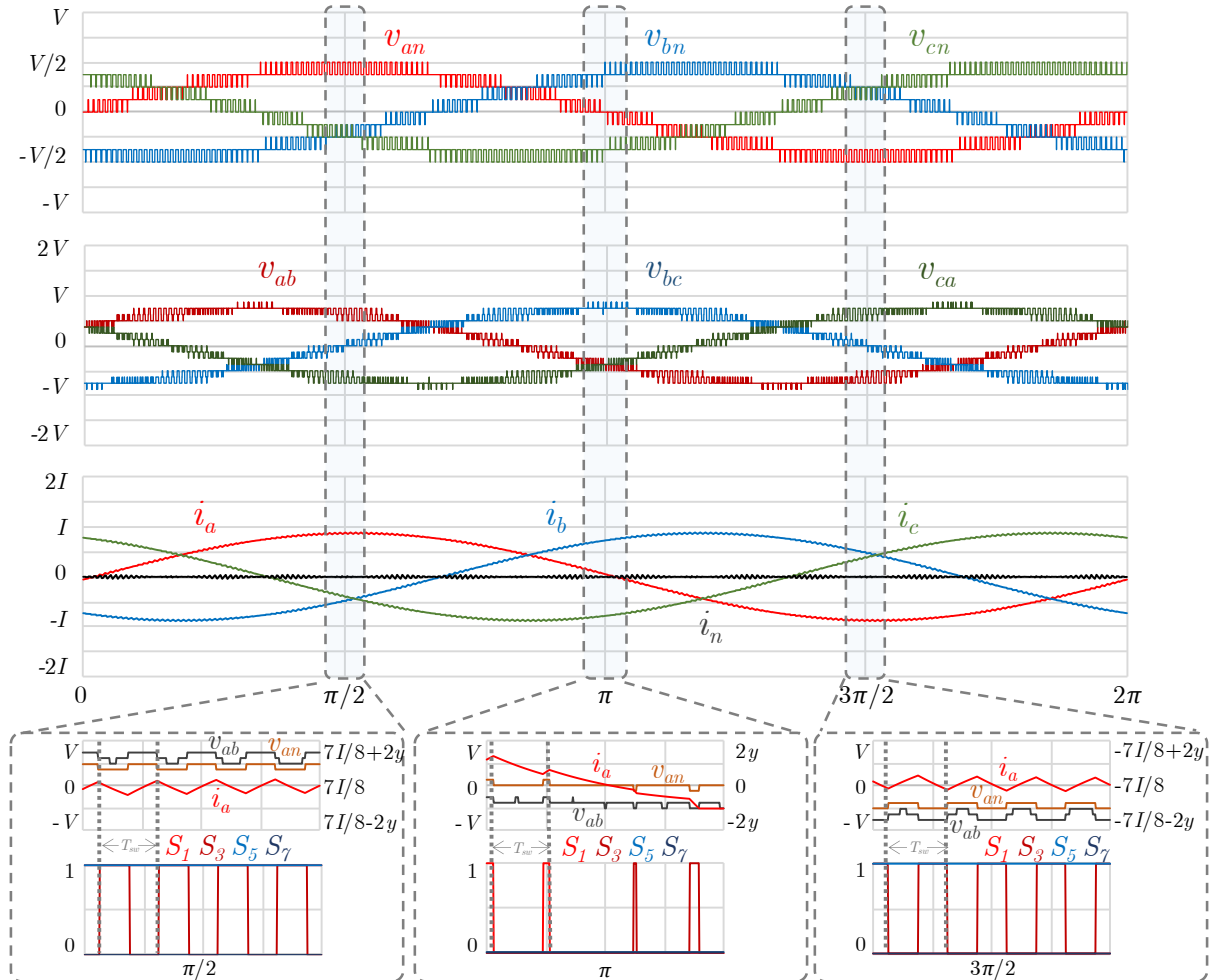 V
v_an v_bn v_cn
V/2
0
-V/2
-V
2V
v_ab v_bc v_ca
V
0
-V
-2V
2I
I
i_a i_b i_c
0
-I
i_n
-2I
0 π/2 π 3π/2 2π
V v_ab v_an 7I/8+2y
0 7I/8
i_a
-V 7I/8-2y
T_sw S_1 S_3 S_5 S_7
1
0
π/2
V 2y
i_a v_an
0 0
v_ab
-V -2y
T_sw S_1 S_3 S_5 S_7
1
0
π
V -7I/8+2y
i_a
0 -7I/8
v_an
-V v_ab -7I/8-2y
T_sw S_1 S_3 S_5 S_7
1
0
3π/2